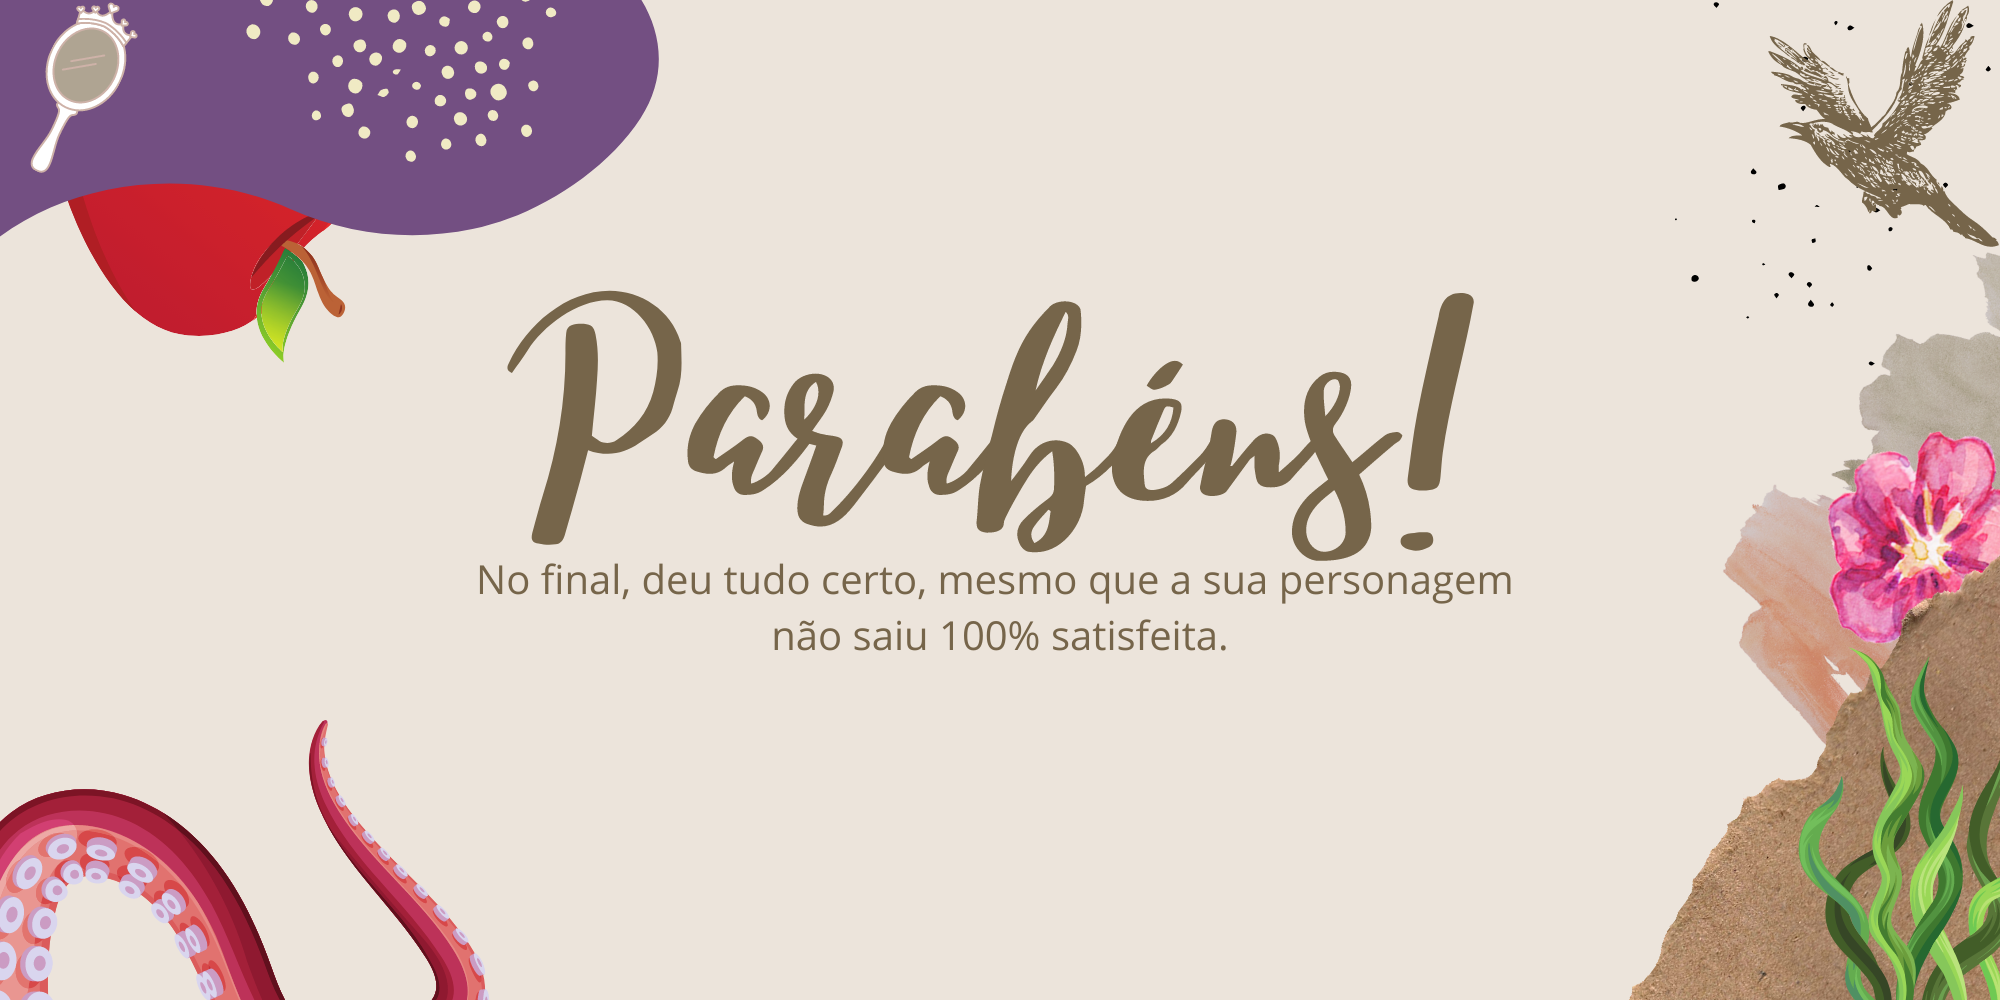 Parabéns!
No final, deu tudo certo, mesmo que a sua personagem
não saiu 100% satisfeita.